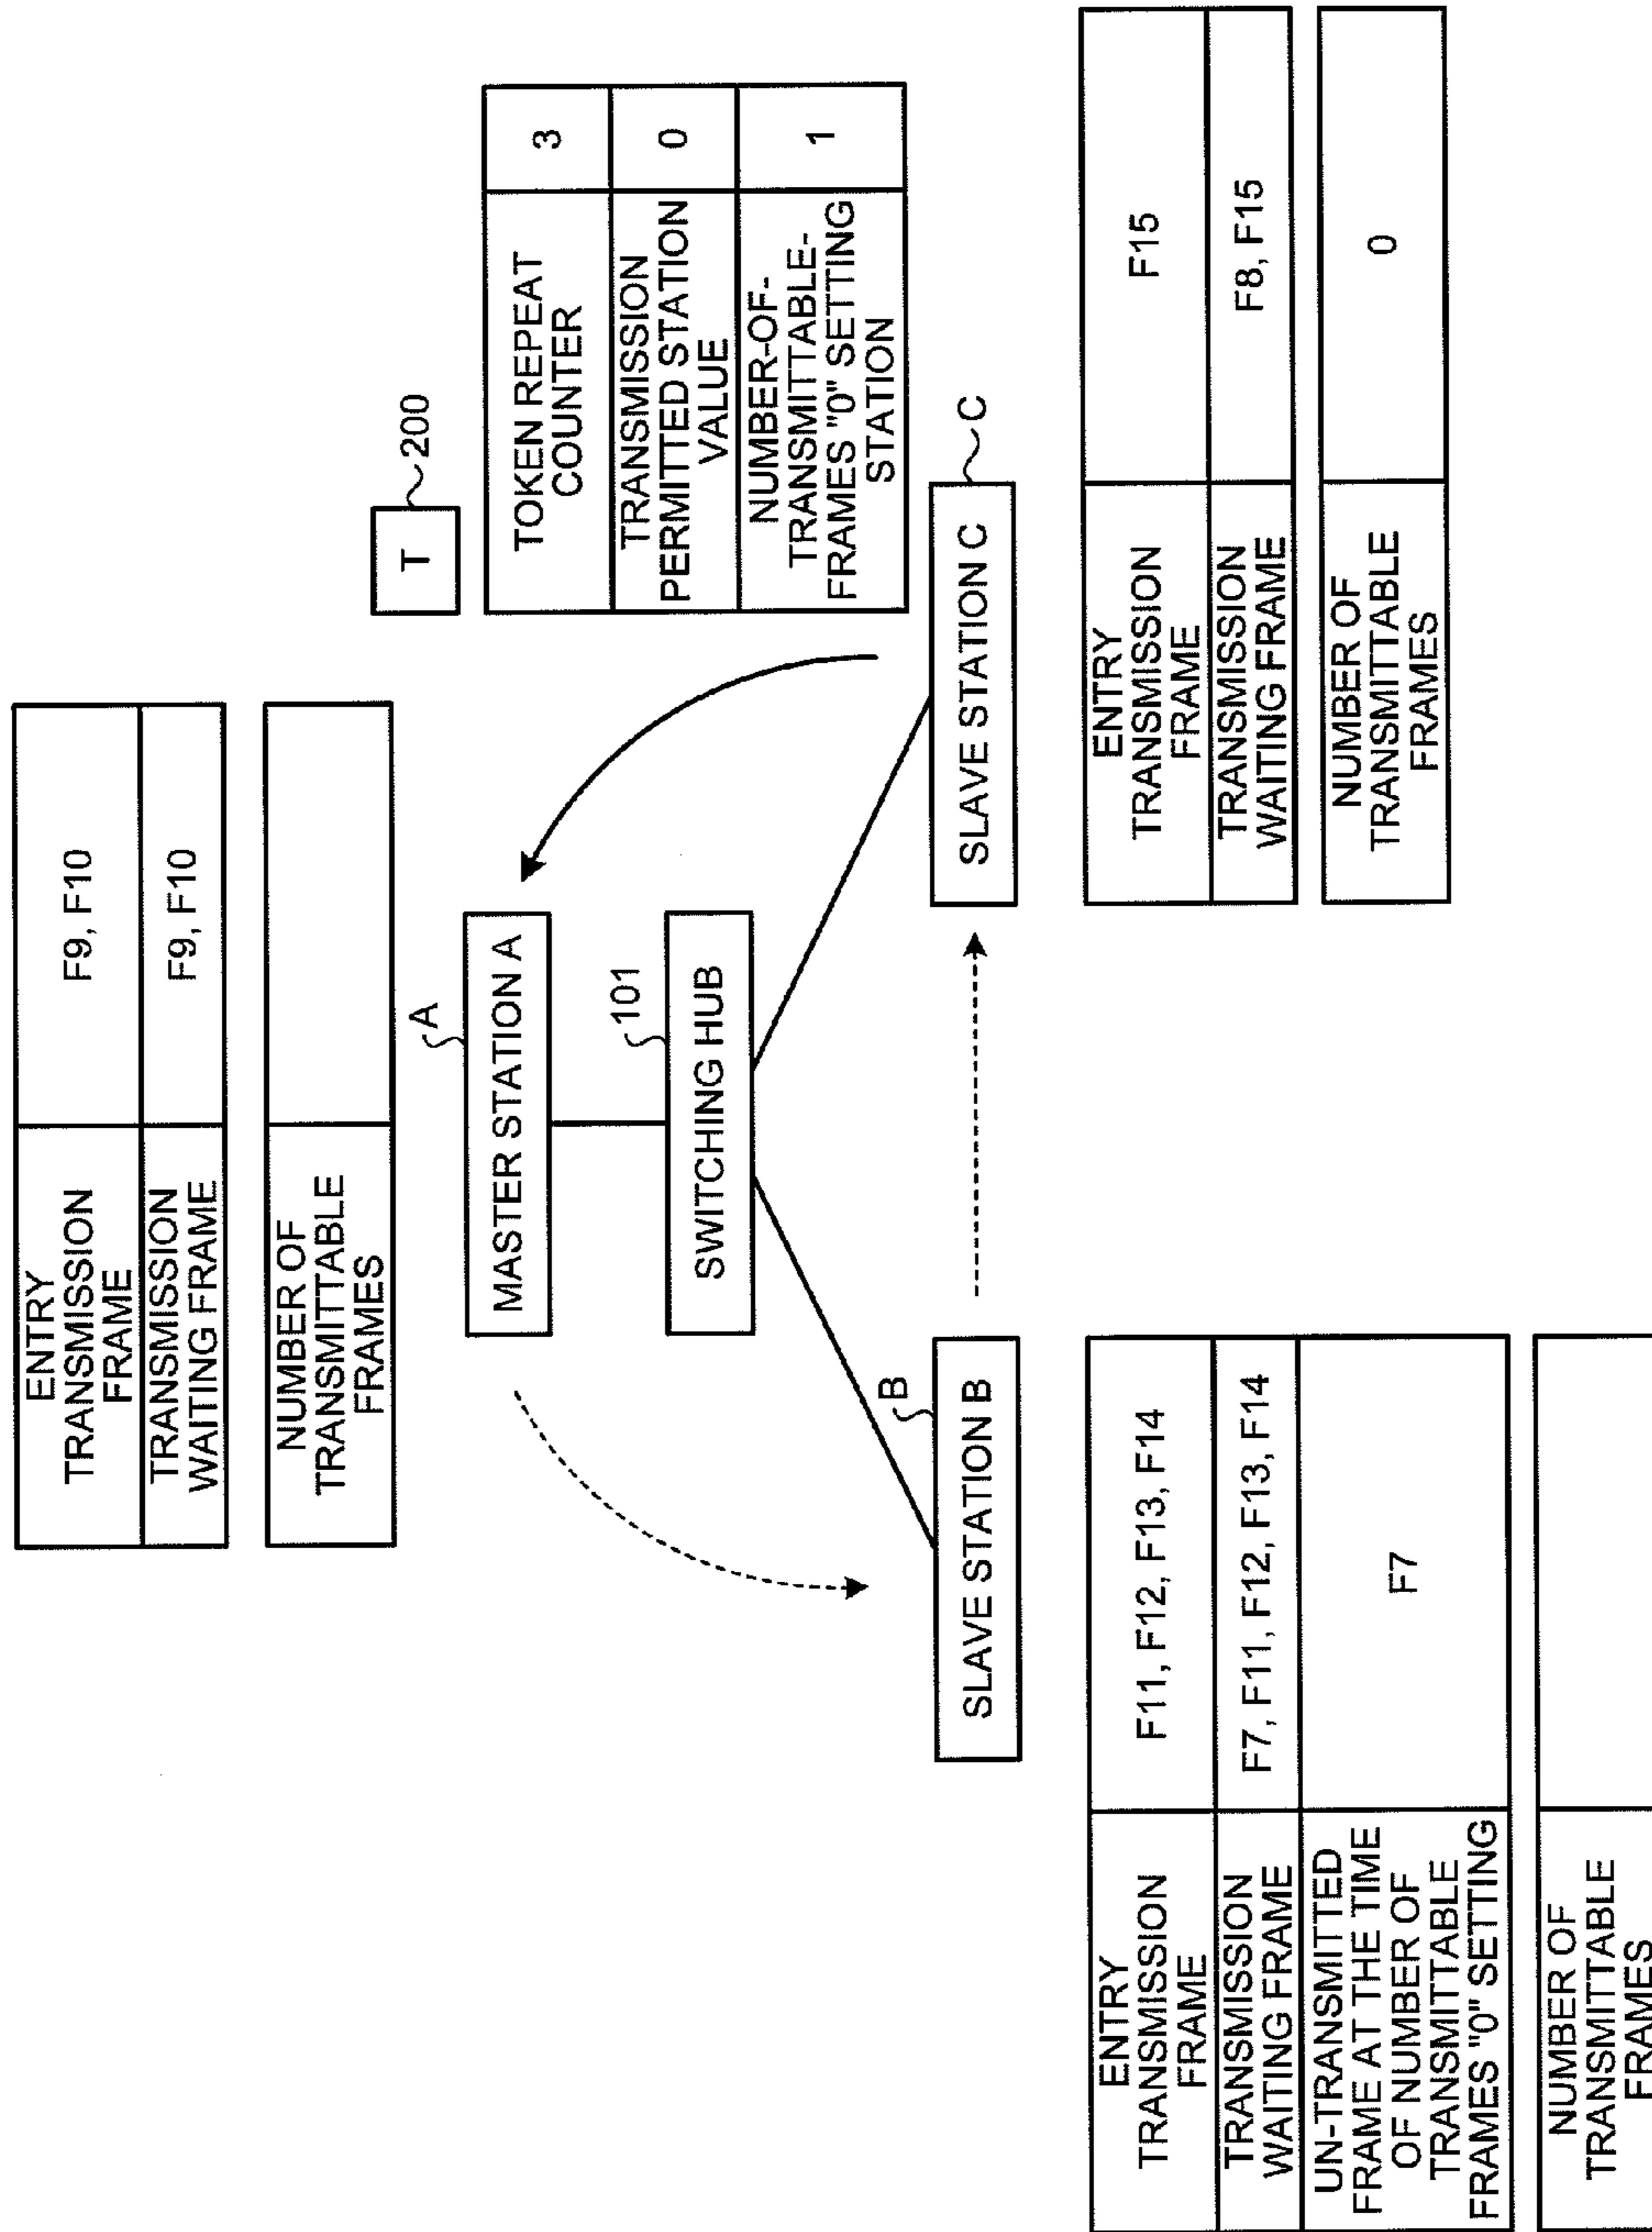 ENTRY
TRANSMISSION
FRAME
F9, F10
TRANSMISSION
WAITING FRAME
F9, F10
NUMBER OF
TRANSMITTABLE
FRAMES
A
MASTER STATION A
101
SWITCHING HUB
T
200
TOKEN REPEAT
COUNTER
3
TRANSMISSION
PERMITTED STATION
VALUE
0
NUMBER-OF-
TRANSMITTABLE-
FRAMES "0" SETTING
STATION
1
B
SLAVE STATION B
SLAVE STATION C
C
ENTRY
TRANSMISSION
FRAME
F11, F12, F13, F14
TRANSMISSION
WAITING FRAME
F7, F11, F12, F13, F14
UN-TRANSMITTED
FRAME AT THE TIME
OF NUMBER OF
TRANSMITTABLE
FRAMES "0" SETTING
F7
NUMBER OF
TRANSMITTABLE
FRAMES
ENTRY
TRANSMISSION
FRAME
F15
TRANSMISSION
WAITING FRAME
F8, F15
NUMBER OF
TRANSMITTABLE
FRAMES
0